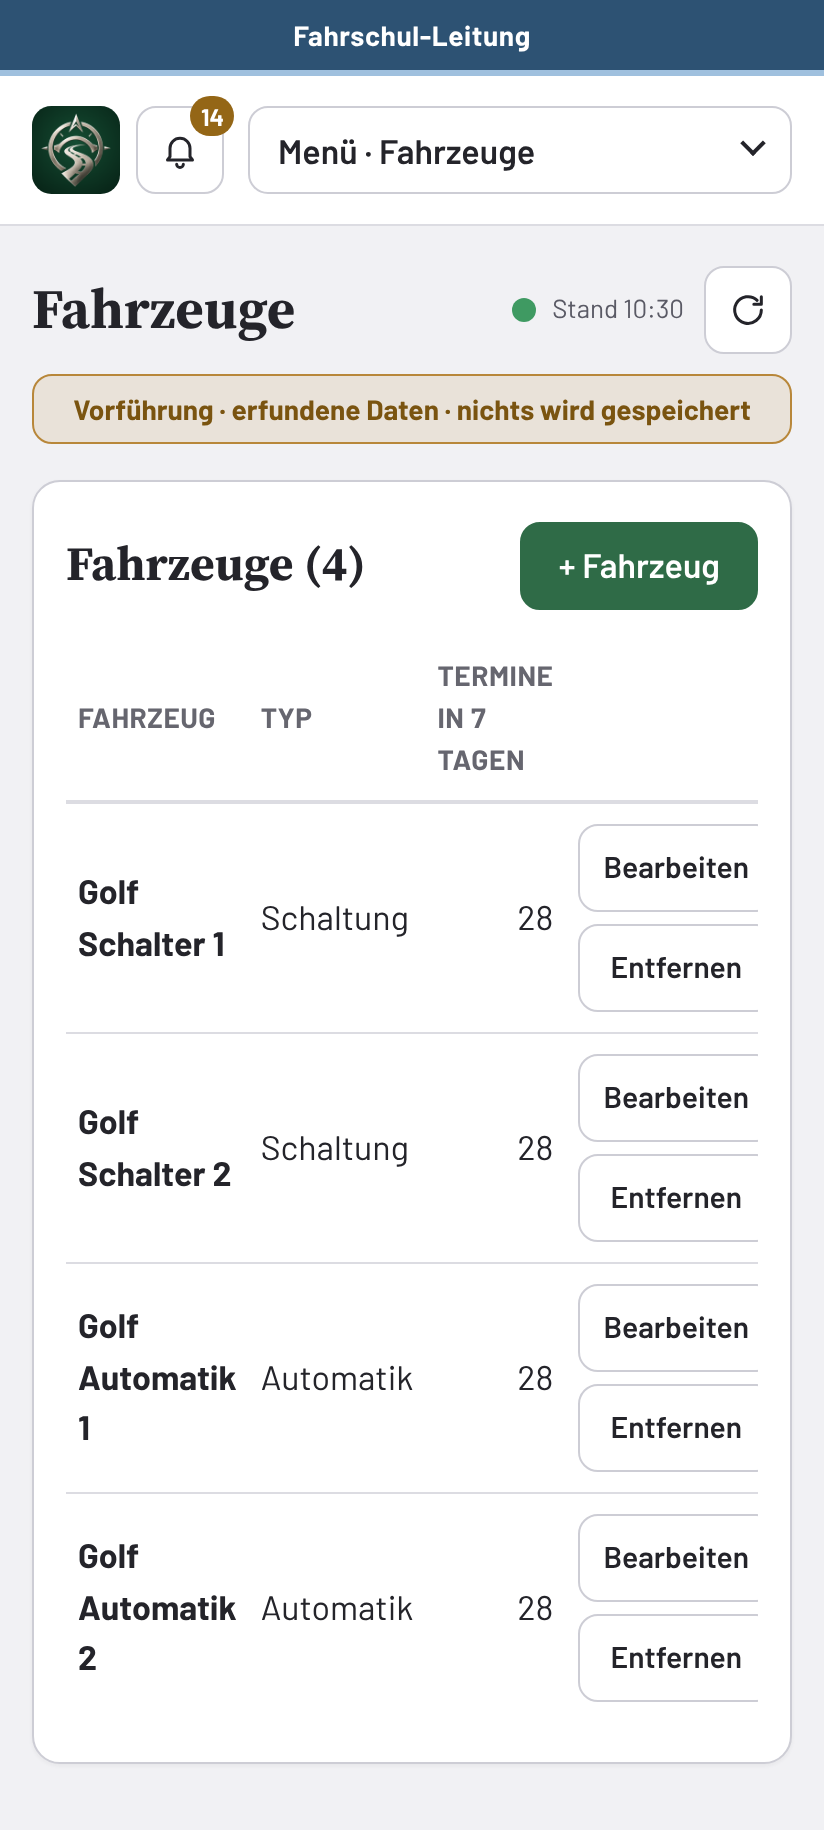 Fahrschul-Leitung
14
Menü · Fahrzeuge
Fahrzeuge
Stand 10:30
Vorführung · erfundene Daten · nichts wird gespeichert
Fahrzeuge (4)
+ Fahrzeug
FAHRZEUG TYP TERMINE IN 7 TAGEN
Golf Schalter 1 Schaltung 28 Bearbeiten
Entfernen
Golf Schalter 2 Schaltung 28 Bearbeiten
Entfernen
Golf Automatik 1 Automatik 28 Bearbeiten
Entfernen
Golf Automatik 2 Automatik 28 Bearbeiten
Entfernen